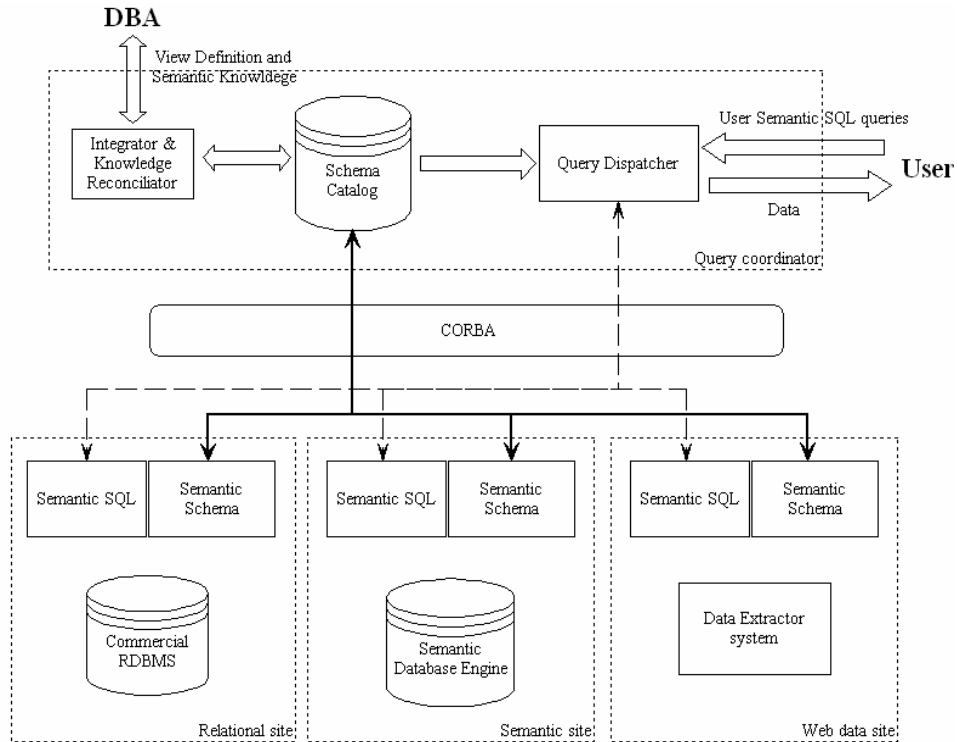 DBA
View Definition and
Semantic Knowldege
Integrator &
Knowledge
Reconciliator
Schema
Catalog
Query Dispatcher
User Semantic SQL queries
User
Data
Query coordinator
CORBA
Semantic SQL
Semantic
Schema
Semantic SQL
Semantic
Schema
Semantic SQL
Semantic
Schema
Commercial
RDBMS
Semantic
Database Engine
Data Extractor
system
Relational site
Semantic site
Web data site